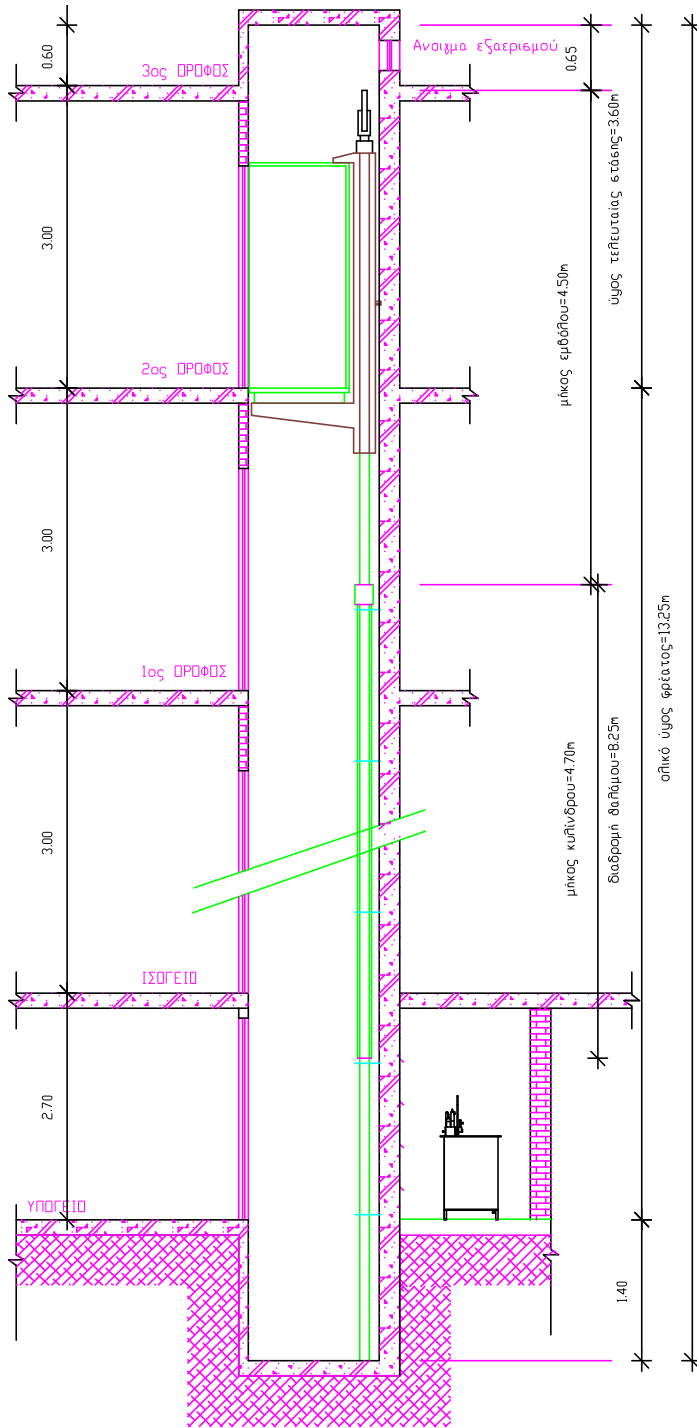 0.60
3ος ΟΡΟΦΟΣ
Ανοιγμα εξαερισμού
0.65
ύψος τελευταίας στάσης=3.60m
3.00
μήκος εμβόλου=4.50m
2ος ΟΡΟΦΟΣ
3.00
1ος ΟΡΟΦΟΣ
ολικό ύψος φρέατος=13.25m
3.00
μήκος κυλίνδρου=4.70m
διαδρομή θαλάμου=8.25m
ΙΣΟΓΕΙΟ
2.70
ΥΠΟΓΕΙΟ
1.40